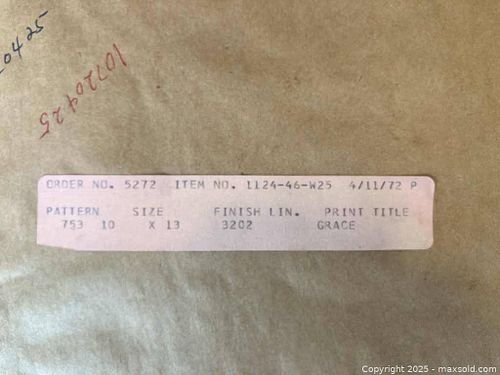 0425
10720425
ORDER NO. 5272 ITEM NO. 1124-46-W25 4/11/72 P
PATTERN SIZE FINISH LIN. PRINT TITLE
753 10 X 13 3202 GRACE
Copyright © 2025 - maxsold.com